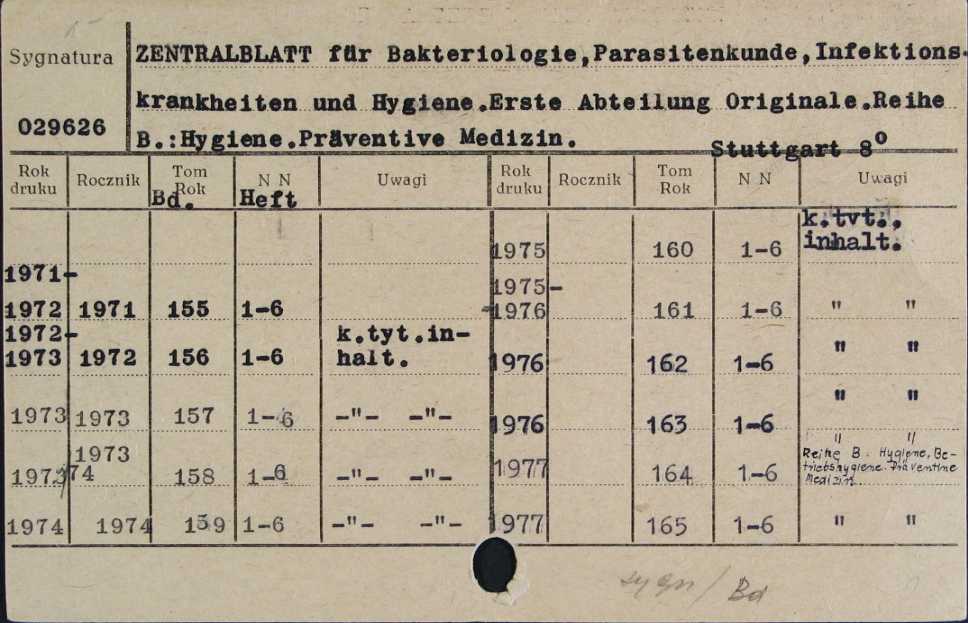 Sygnatura ZENTRALBLATT für Bakteriologie,Parasitenkunde,Infektions-
krankheiten und Hygiene.Erste Abteilung Originale.Reihe
029626 B.:Hygiene.Präventive Medizin.
Stuttgart 8°
Rok druku Rocznik Tom Rok Bd. N N Heft Uwagi Rok druku Rocznik Tom Rok N N Uwagi
1975 160 1-6 k.tyt., inhalt.
1971-
1972 1971 155 1-6
1975-
1976 161 1-6 " "
1972-
1973 1972 156 1-6 k.tyt.in-
halt.
1976 162 1-6 " "
1973 1973 157 1-6 -"- -"-
1976 163 1-6 " "
1973/74 1973 158 1-6 -"- -"-
1977 164 1-6 " "
Reihe B. Hygiene, Be-
triebshygiene. Präventive
Medizin.
1974 1974 159 1-6 -"- -"-
1977 165 1-6 " "
sygn / Bd